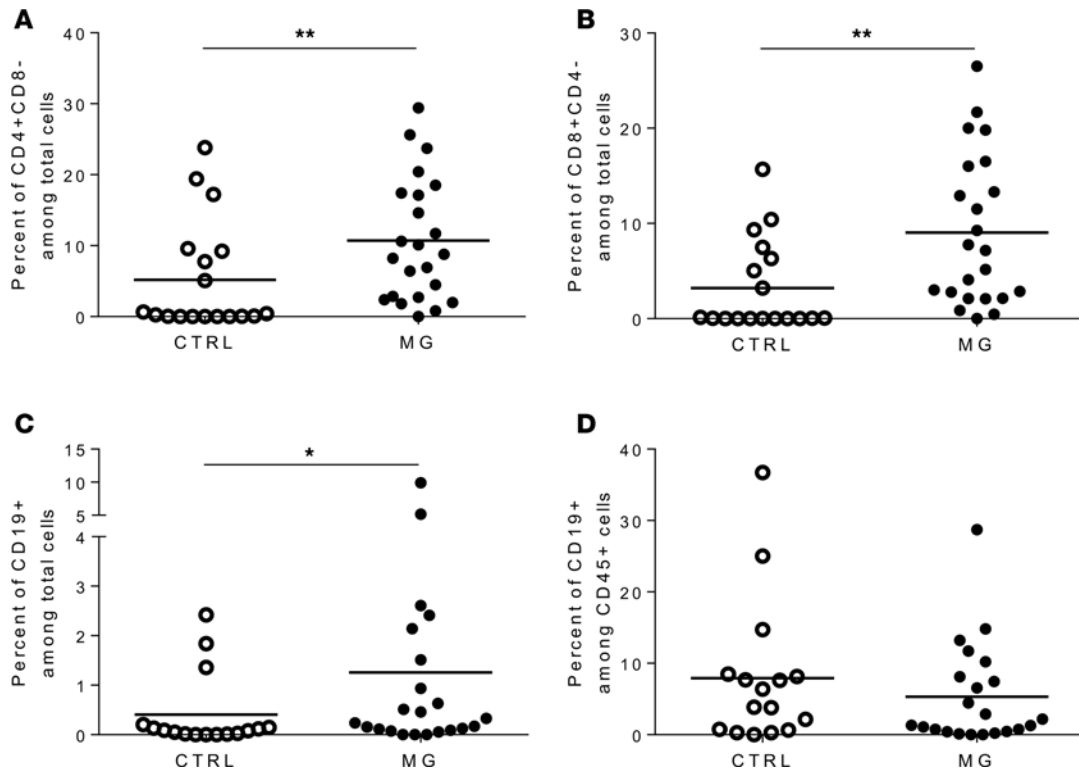 A
Percent of CD4+CD8-
among total cells
40
30
20
10
0
**
CTRL
MG
B
Percent of CD8+CD4-
among total cells
30
20
10
0
**
CTRL
MG
C
Percent of CD19+
among total cells
15
10
5
4
3
2
1
0
*
CTRL
MG
D
Percent of CD19+
among CD45+ cells
40
30
20
10
0
CTRL
MG